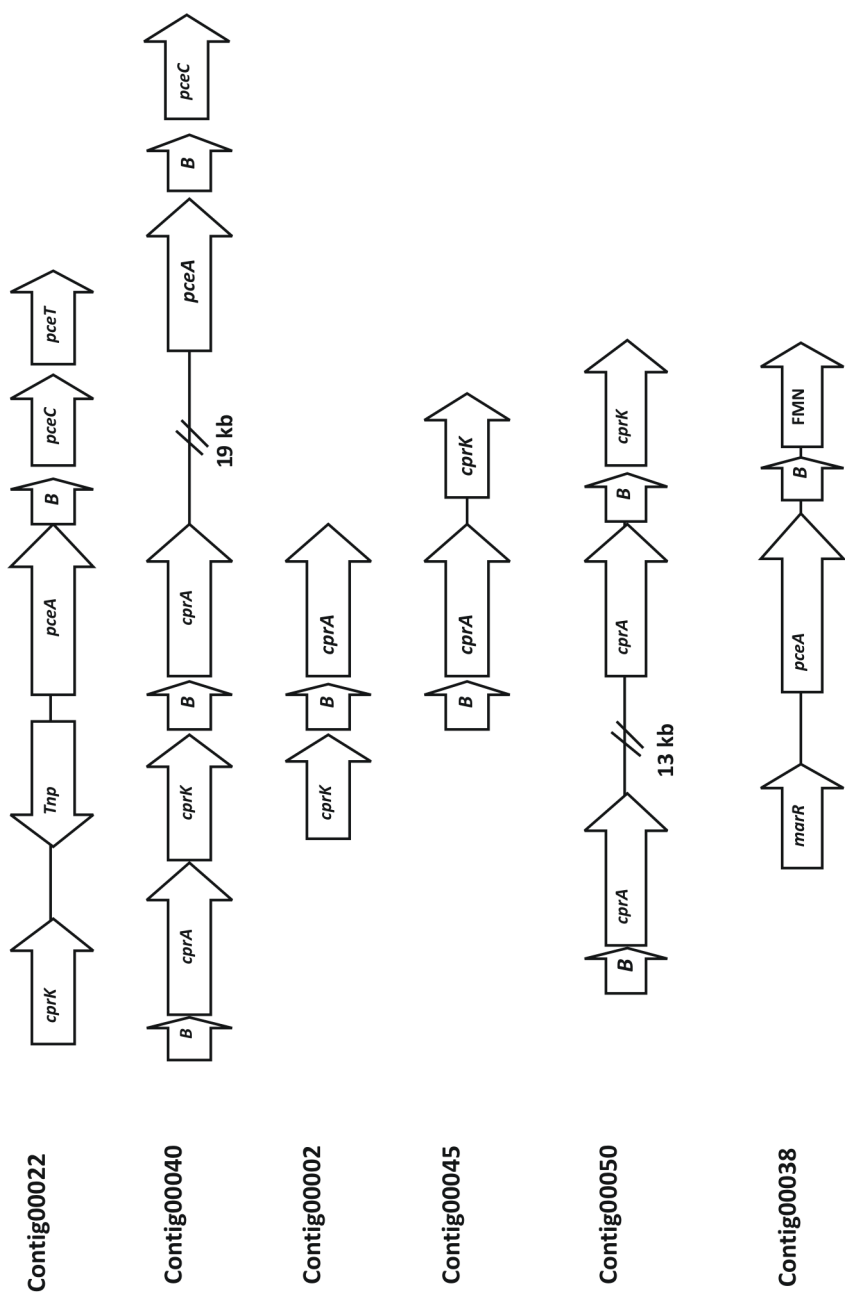 Contig00022
cprK
Tnp
pceA
B
pceC
pceT
Contig00040
B
cprA
cprK
B
cprA
19 kb
pceA
B
pceC
Contig00002
cprK
B
cprA
Contig00045
B
cprA
cprK
Contig00050
B
cprA
13 kb
cprA
B
cprK
Contig00038
marR
pceA
B
FMN